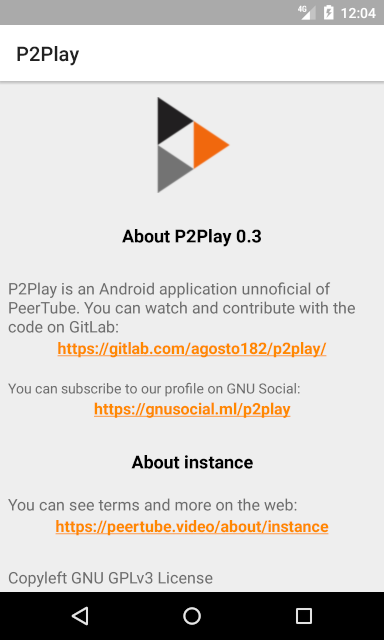 4G 12:04
P2Play
About P2Play 0.3
P2Play is an Android application unnoficial of
PeerTube. You can watch and contribute with the
code on GitLab:
https://gitlab.com/agosto182/p2play/
You can subscribe to our profile on GNU Social:
https://gnusocial.ml/p2play
About instance
You can see terms and more on the web:
https://peertube.video/about/instance
Copyleft GNU GPLv3 License